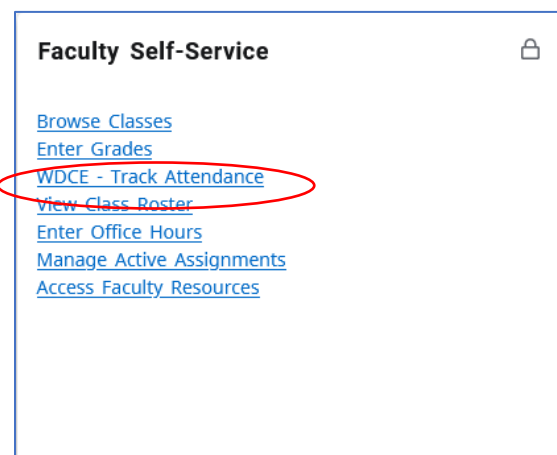 Faculty Self-Service
Browse Classes
Enter Grades
WDCE - Track Attendance
View Class Roster
Enter Office Hours
Manage Active Assignments
Access Faculty Resources